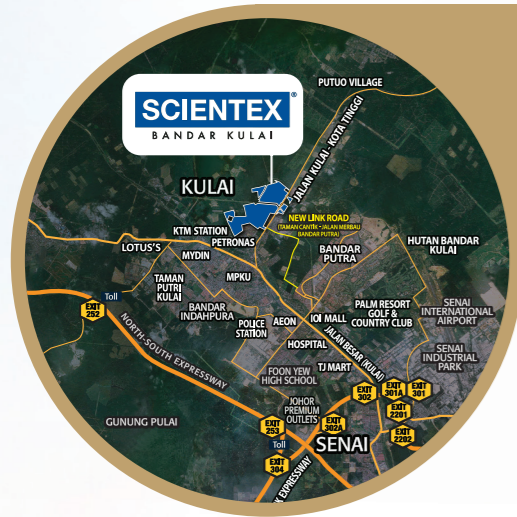 PUTUO VILLAGE
SCIENTEX®
BANDAR KULAI
JALAN KULAI - KOTA TINGGI
KULAI
NEW LINK ROAD
(TAMAN CANTIK - JALAN MERBAU
BANDAR PUTRA)
KTM STATION
PETRONAS
LOTUS'S
MYDIN
BANDAR
PUTRA
HUTAN BANDAR
KULAI
MPKU
TAMAN
PUTRI
KULAI
Toll
EXIT
252
BANDAR
INDAHPURA
POLICE
STATION
AEON
IOI MALL
PALM RESORT
GOLF &
COUNTRY CLUB
SENAI
INTERNATIONAL
AIRPORT
NORTH-SOUTH EXPRESSWAY
HOSPITAL
JALAN BESAR (KULAI)
SENAI
INDUSTRIAL
PARK
FOON YEW
HIGH SCHOOL
TJ MART
EXIT
302
EXIT
301A
EXIT
301
JOHOR
PREMIUM
OUTLETS
EXIT
2201
GUNUNG PULAI
EXIT
253
EXIT
302A
EXIT
2202
Toll
SENAI
EXIT
304
K EXPRESSWAY